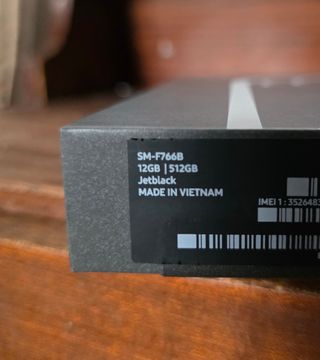 SM-F766B
12GB | 512GB
Jetblack
MADE IN VIETNAM
IMEI 1 : 3526483